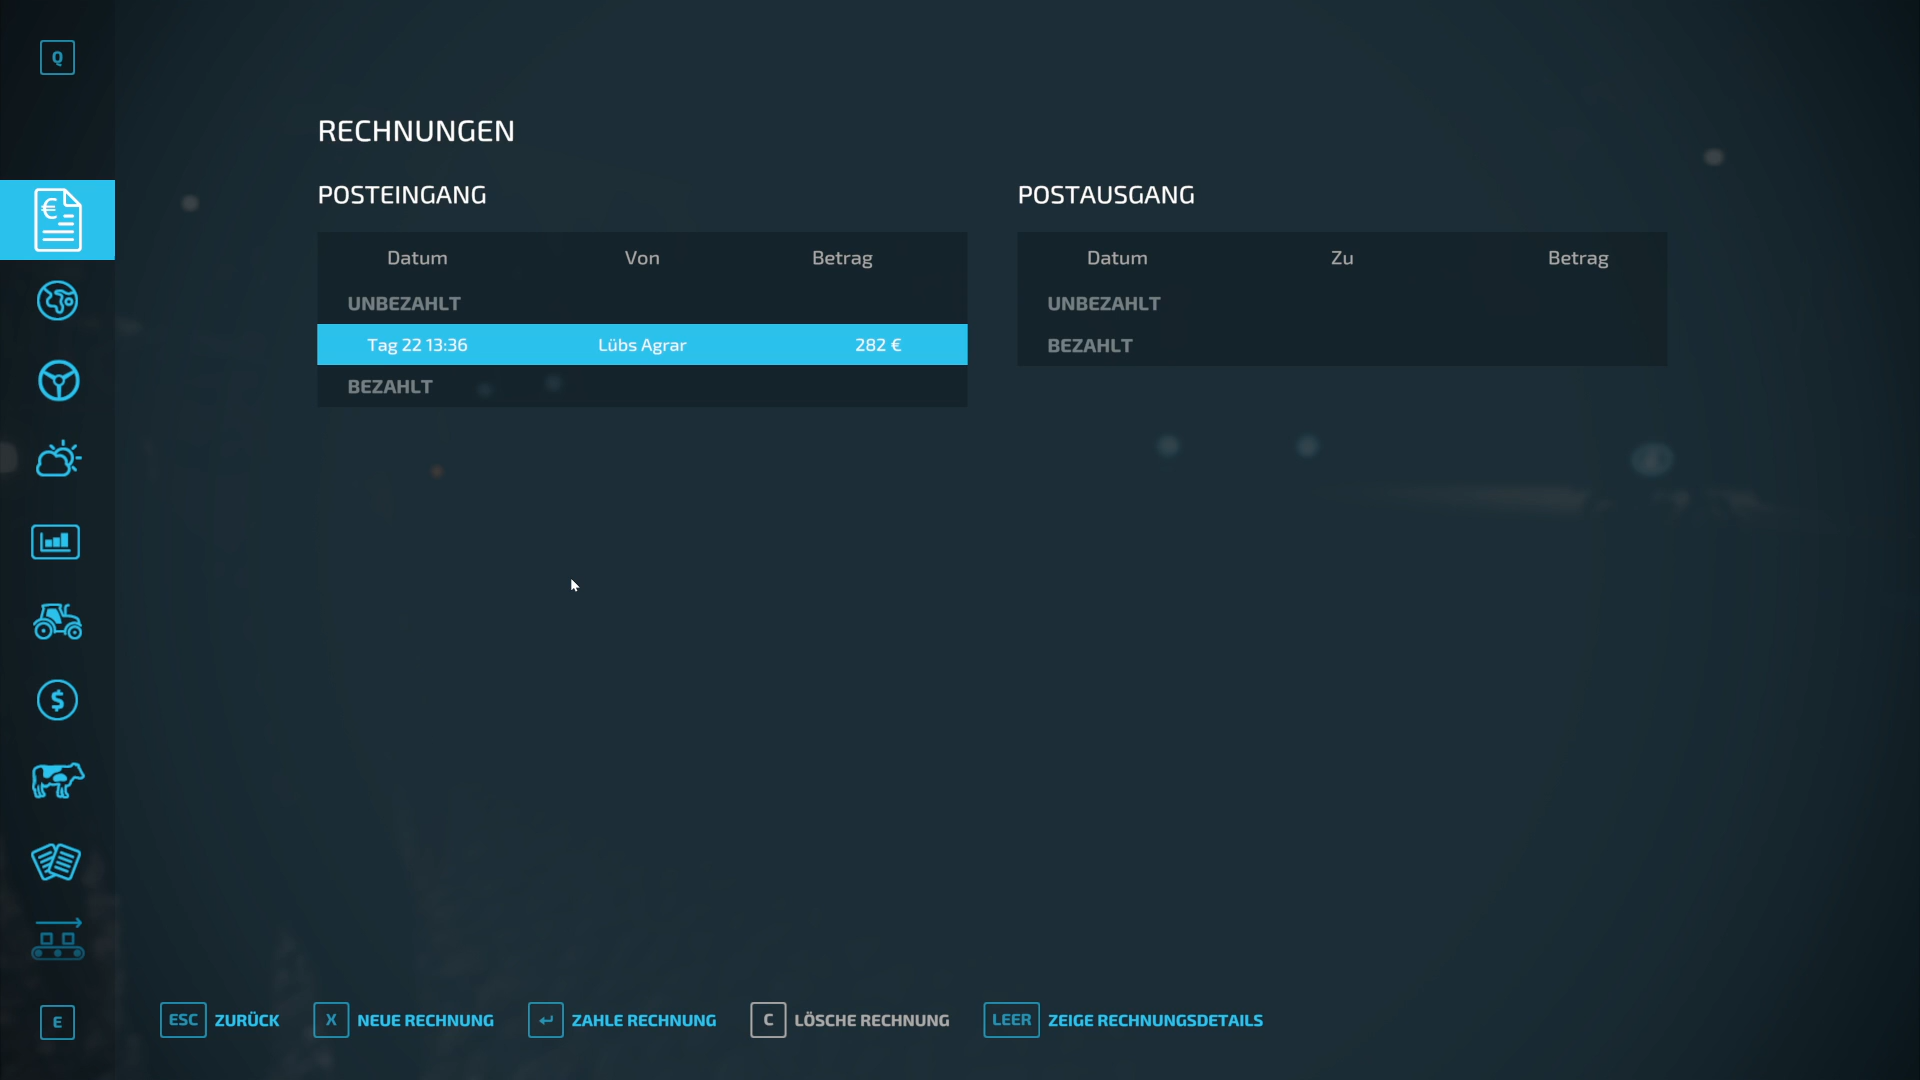 Q
RECHNUNGEN
POSTEINGANG
Datum Von Betrag
UNBEZAHLT
Tag 22 13:36 Lübs Agrar 282 €
BEZAHLT
POSTAUSGANG
Datum Zu Betrag
UNBEZAHLT
BEZAHLT
E
ESC ZURÜCK X NEUE RECHNUNG ↵ ZAHLE RECHNUNG C LÖSCHE RECHNUNG LEER ZEIGE RECHNUNGSDETAILS